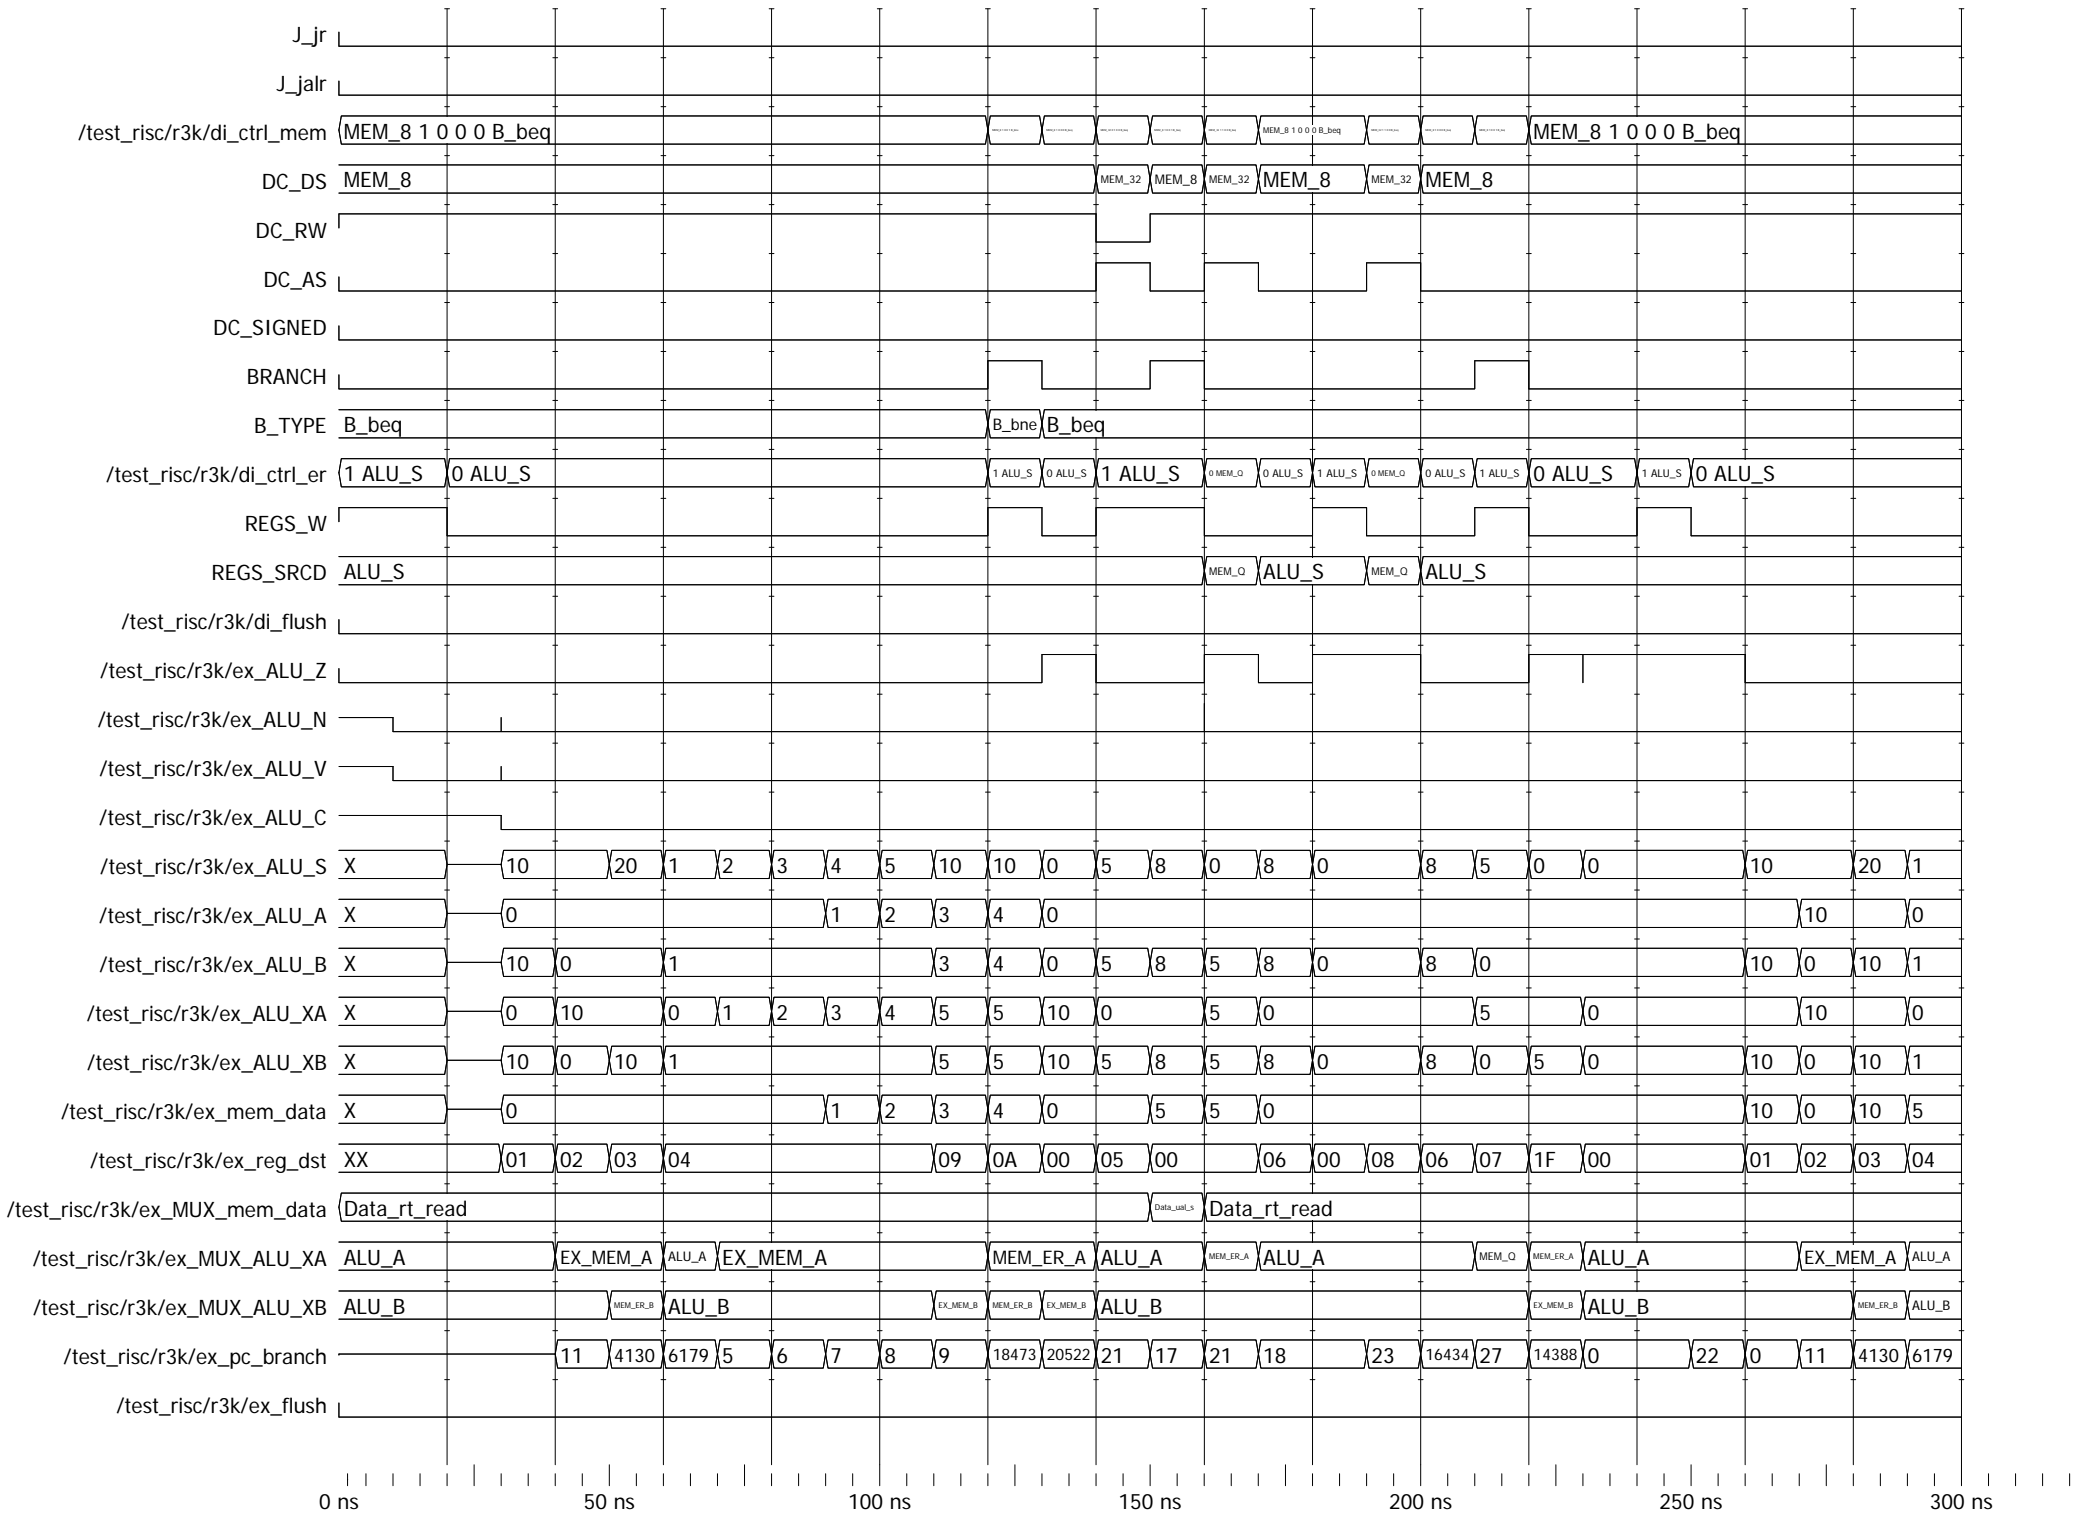 J_jr
J_jalr
/test_risc/r3k/di_ctrl_mem MEM_8 1 0 0 0 B_beq MEM_8 1 0 0 0 B_beq MEM_8 1 0 0 0 B_beq
DC_DS MEM_8 MEM_32 MEM_8 MEM_32 MEM_8 MEM_32 MEM_8
DC_RW
DC_AS
DC_SIGNED
BRANCH
B_TYPE B_beq B_bne B_beq
/test_risc/r3k/di_ctrl_er 1 ALU_S 0 ALU_S 1 ALU_S 0 ALU_S 1 ALU_S 0 MEM_Q 0 ALU_S 1 ALU_S 0 MEM_Q 0 ALU_S 1 ALU_S 0 ALU_S 1 ALU_S 0 ALU_S
REGS_W
REGS_SRCD ALU_S MEM_Q ALU_S MEM_Q ALU_S
/test_risc/r3k/di_flush
/test_risc/r3k/ex_ALU_Z
/test_risc/r3k/ex_ALU_N
/test_risc/r3k/ex_ALU_V
/test_risc/r3k/ex_ALU_C
/test_risc/r3k/ex_ALU_S X 10 20 1 2 3 4 5 10 10 0 5 8 0 8 0 8 5 0 0 10 20 1
/test_risc/r3k/ex_ALU_A X 0 1 2 3 4 0 10 0
/test_risc/r3k/ex_ALU_B X 10 0 1 3 4 0 5 8 5 8 0 8 0 10 0 10 1
/test_risc/r3k/ex_ALU_XA X 0 10 0 1 2 3 4 5 5 10 0 5 0 5 0 10 0
/test_risc/r3k/ex_ALU_XB X 10 0 10 1 5 5 10 5 8 5 8 0 8 0 5 0 10 0 10 1
/test_risc/r3k/ex_mem_data X 0 1 2 3 4 0 5 5 0 10 0 10 5
/test_risc/r3k/ex_reg_dst XX 01 02 03 04 09 0A 00 05 00 06 00 08 06 07 1F 00 01 02 03 04
/test_risc/r3k/ex_MUX_mem_data Data_rt_read Data_ual_s Data_rt_read
/test_risc/r3k/ex_MUX_ALU_XA ALU_A EX_MEM_A ALU_A EX_MEM_A MEM_ER_A ALU_A MEM_ER_A ALU_A MEM_Q MEM_ER_A ALU_A EX_MEM_A ALU_A
/test_risc/r3k/ex_MUX_ALU_XB ALU_B MEM_ER_B ALU_B EX_MEM_B MEM_ER_B EX_MEM_B ALU_B EX_MEM_B ALU_B MEM_ER_B ALU_B
/test_risc/r3k/ex_pc_branch 11 4130 6179 5 6 7 8 9 18473 20522 21 17 21 18 23 16434 27 14388 0 22 0 11 4130 6179
/test_risc/r3k/ex_flush
0 ns 50 ns 100 ns 150 ns 200 ns 250 ns 300 ns